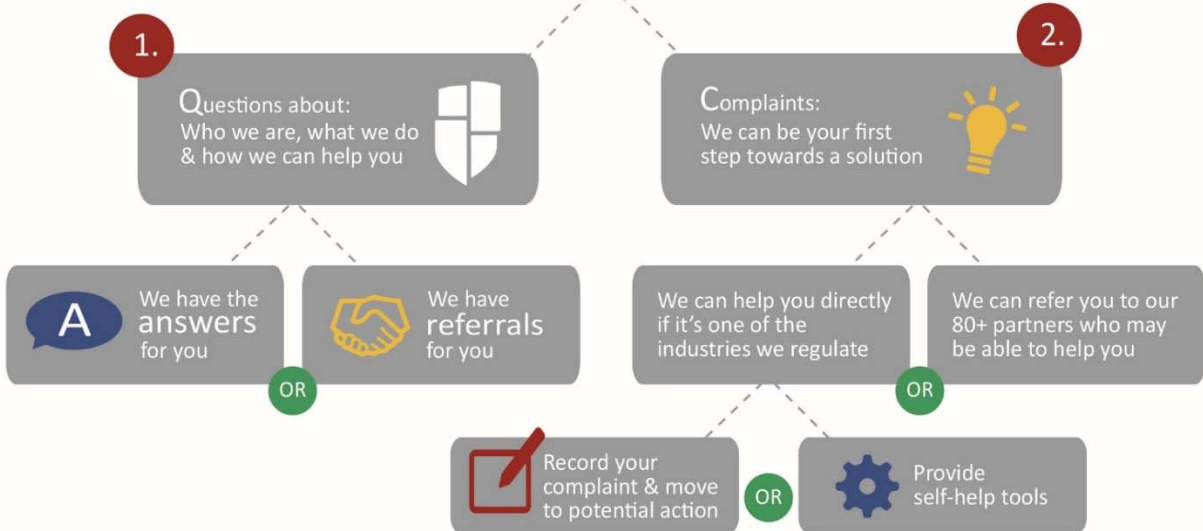 1.
Questions about:
Who we are, what we do
& how we can help you
2.
Complaints:
We can be your first
step towards a solution
A
We have the
answers
for you
OR
We have
referrals
for you
We can help you directly
if it's one of the
industries we regulate
OR
We can refer you to our
80+ partners who may
be able to help you
Record your
complaint & move
to potential action
OR
Provide
self-help tools